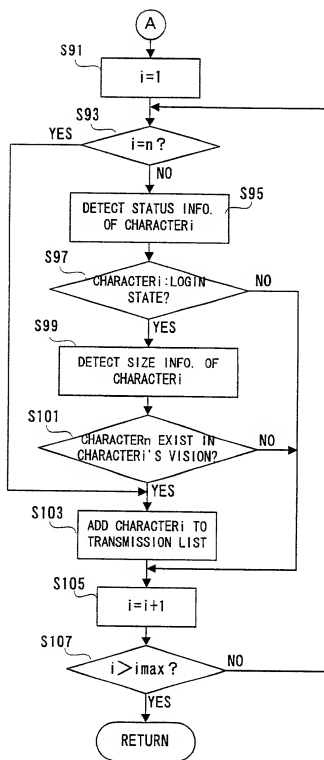 A
S91
i=1
S93
YES
i=n?
NO
DETECT STATUS INFO.
OF CHARACTERi
S95
S97
CHARACTERi:LOGIN
STATE?
NO
YES
S99
DETECT SIZE INFO. OF
CHARACTERi
S101
CHARACTERn EXIST IN
CHARACTERi'S VISION?
NO
YES
S103
ADD CHARACTERi TO
TRANSMISSION LIST
S105
i=i+1
S107
i>imax?
NO
YES
RETURN